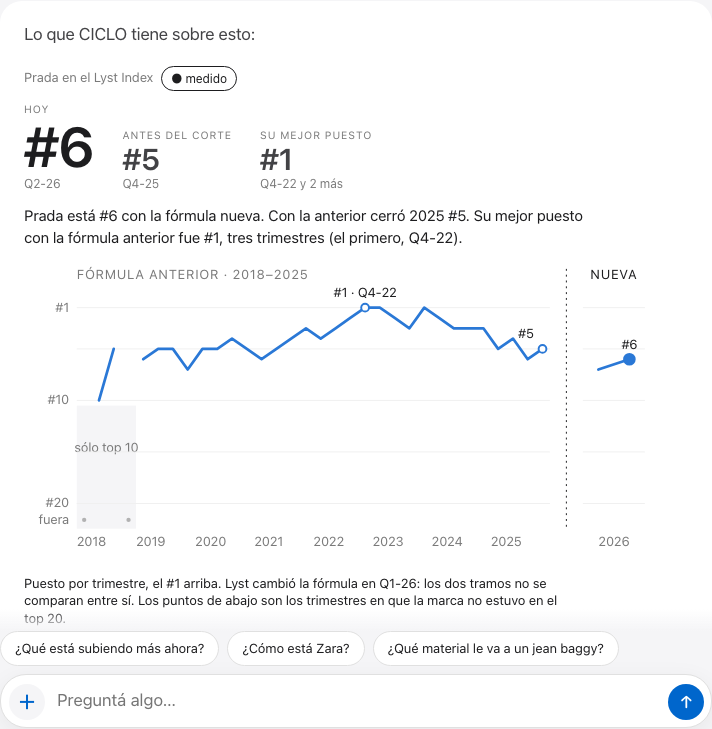 Lo que CICLO tiene sobre esto:
Prada en el Lyst Index
medido
HOY
#6
Q2-26
ANTES DEL CORTE
#5
Q4-25
SU MEJOR PUESTO
#1
Q4-22 y 2 más
Prada está #6 con la fórmula nueva. Con la anterior cerró 2025 #5. Su mejor puesto
con la fórmula anterior fue #1, tres trimestres (el primero, Q4-22).
FÓRMULA ANTERIOR · 2018–2025
NUEVA
#1 · Q4-22
#1
#5
#6
#10
sólo top 10
#20
fuera
2018
2019
2020
2021
2022
2023
2024
2025
2026
Puesto por trimestre, el #1 arriba. Lyst cambió la fórmula en Q1-26: los dos tramos no se
comparan entre sí. Los puntos de abajo son los trimestres en que la marca no estuvo en el
top 20.
¿Qué está subiendo más ahora?
¿Cómo está Zara?
¿Qué material le va a un jean baggy?
Preguntá algo...